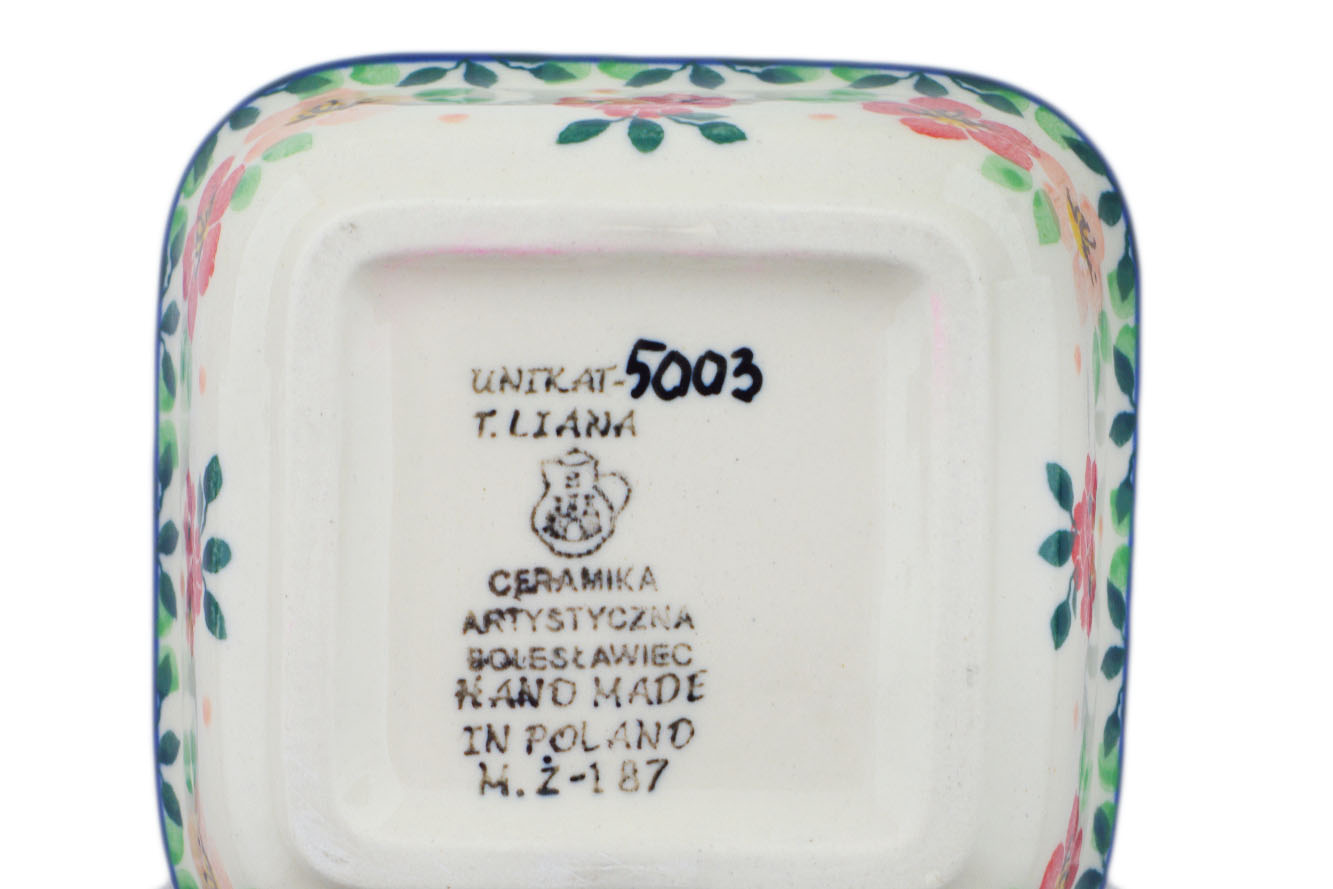 UNIKAT-5003
T. LIANA
CERAMIKA
ARTYSTYCZNA
BOLESŁAWIEC
HAND MADE
IN POLAND
M.Ż-187